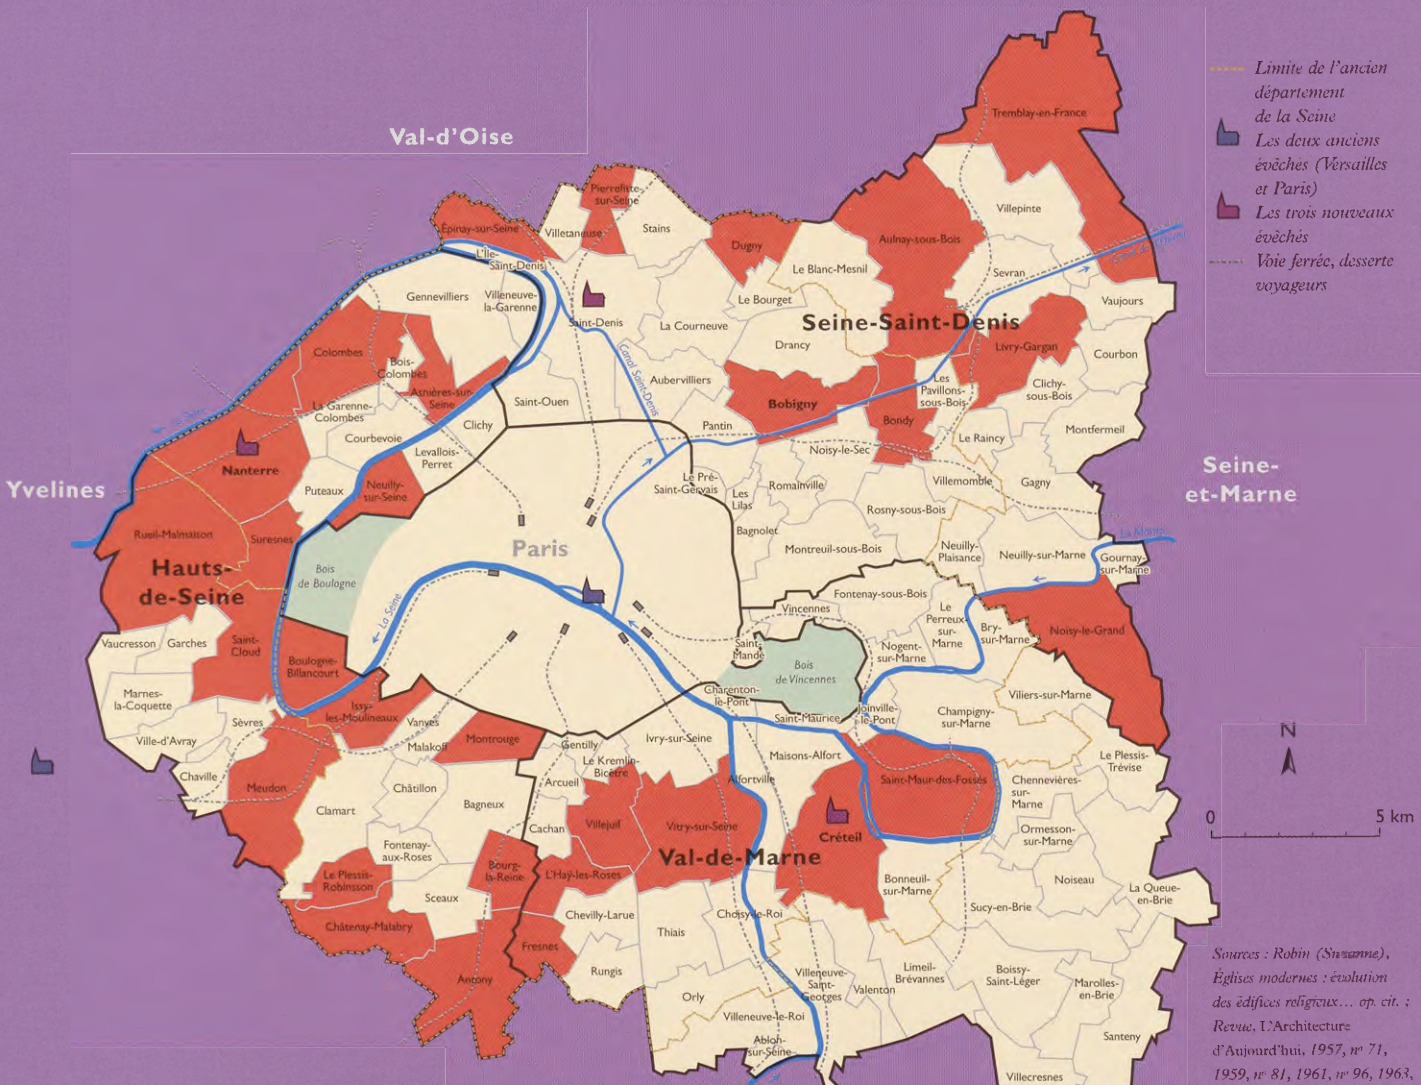 Val-d'Oise
Tremblay-en-France
Limite de l'ancien
département
de la Seine
Les deux anciens
évêchés (Versailles
et Paris)
Les trois nouveaux
évêchés
Voie ferrée, desserte
voyageurs
Pierrefitte-
sur-Seine
Épinay-sur-Seine
Villetaneuse
Stains
Dugny
Aulnay-sous-Bois
Villepinte
L'Île-
Saint-Denis
Le Blanc-Mesnil
Sevran
Gennevilliers
Villeneuve-
la-Garenne
Le Bourget
Vaujours
Saint-Denis
La Courneuve
Seine-Saint-Denis
Drancy
Livry-Gargan
Courbon
Colombes
Bois-
Colombes
Canal Saint-Denis
Aubervilliers
Les
Pavillons-
sous-Bois
Clichy-
sous-Bois
Asnières-sur-
Seine
Saint-Ouen
Bobigny
La Garenne-
Colombes
Clichy
Pantin
Bondy
Montfermeil
Courbevoie
Le Raincy
Levallois-
Perret
Noisy-le-Sec
Nanterre
Puteaux
Neuilly-
sur-Seine
Le Pré-
Saint-Gervais
Les
Lilas
Romainville
Villemomble
Gagny
Yvelines
Seine-
et-Marne
Rosny-sous-Bois
Rueil-Malmaison
Suresnes
Paris
Bagnolet
Montreuil-sous-Bois
Neuilly-
Plaisance
Neuilly-sur-Marne
La Marne
Gournay-
sur-Marne
Hauts-
de-Seine
Bois
de Boulogne
La Seine
Fontenay-sous-Bois
Vincennes
Le
Perreux-
sur-
Marne
Bry-
sur-Marne
Noisy-le-Grand
Vaucresson
Garches
Saint-
Cloud
Boulogne-
Billancourt
Saint-
Mandé
Bois
de Vincennes
Nogent-
sur-Marne
Marnes-
la-Coquette
Charenton-
le-Pont
Villiers-sur-Marne
Issy-
les-Moulineaux
Saint-Maurice
Joinville-
le-Pont
Champigny-
sur-Marne
Sèvres
Vanves
Ville-d'Avray
Malakoff
Montrouge
Gentilly
Ivry-sur-Seine
N
Le Kremlin-
Bicêtre
Maisons-Alfort
Le Plessis-
Trévise
Chaville
Meudon
Châtillon
Arcueil
Alfortville
Saint-Maur-des-Fossés
Chennevières-
sur-
Marne
Clamart
Bagneux
0 5 km
Cachan
Villejuif
Vitry-sur-Seine
Créteil
Ormesson-
sur-Marne
Fontenay-
aux-Roses
Val-de-Marne
Le Plessis-
Robinsson
Bourg-
la-Reine
L'Haÿ-les-Roses
Bonneuil-
sur-Marne
Noiseau
La Queue-
en-Brie
Sceaux
Chevilly-Larue
Choisy-le-Roi
Sucy-en-Brie
Châtenay-Malabry
Thiais
Fresnes
Antony
Rungis
Villeneuve-
Saint-
Georges
Limeil-
Brévannes
Boissy-
Saint-Léger
Valenton
Marolles-
en-Brie
Orly
Villeneuve-le-Roi
Santeny
Ablon-
sur-Seine
Villecresnes
Sources : Robin (Suzanne),
Églises modernes : évolution
des édifices religieux... op. cit. ;
Revue, L'Architecture
d'Aujourd'hui, 1957, nº 71,
1959, nº 81, 1961, nº 96, 1963,